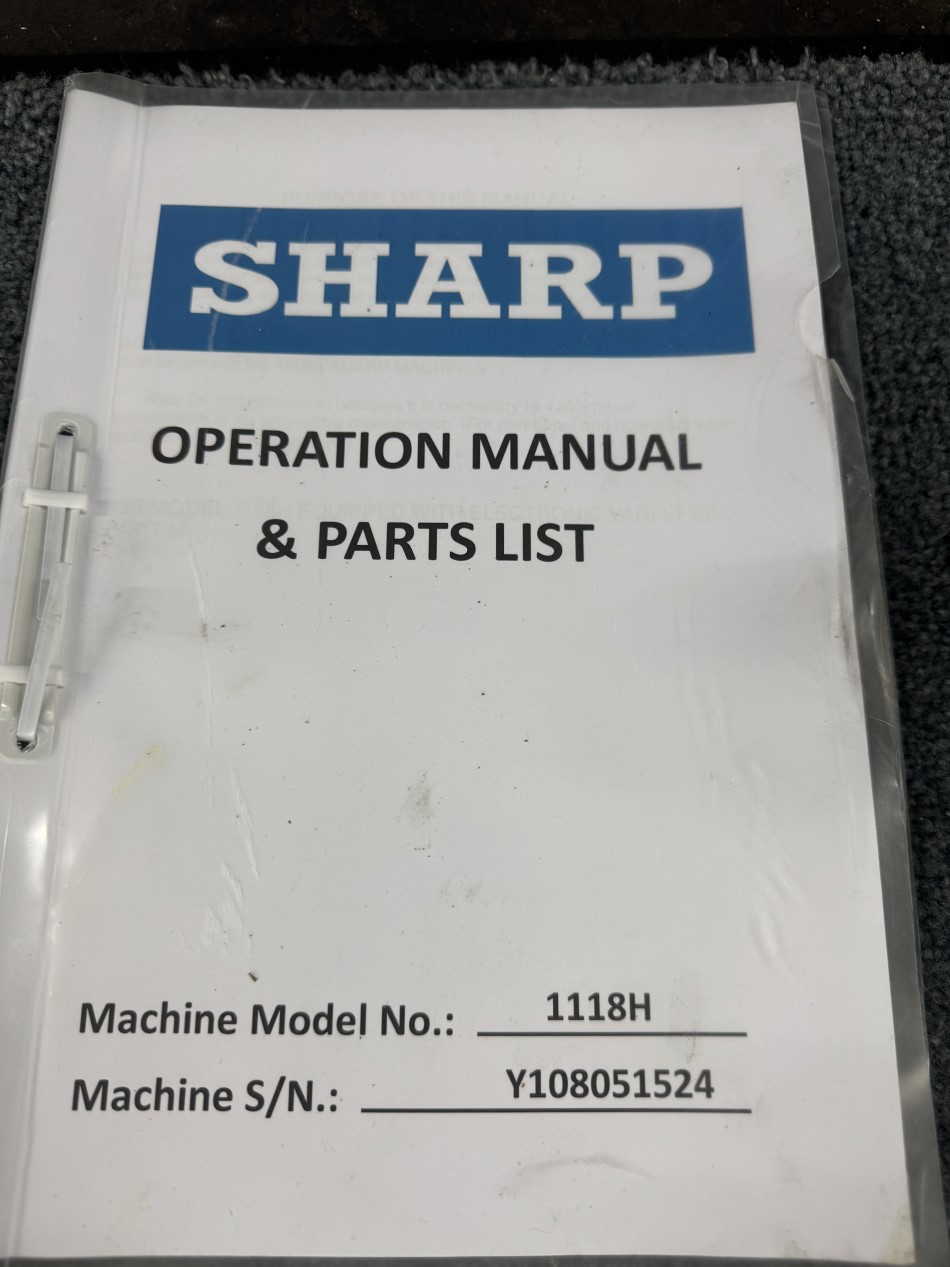 SHARP
OPERATION MANUAL
& PARTS LIST
Machine Model No.: 1118H
Machine S/N.: Y108051524